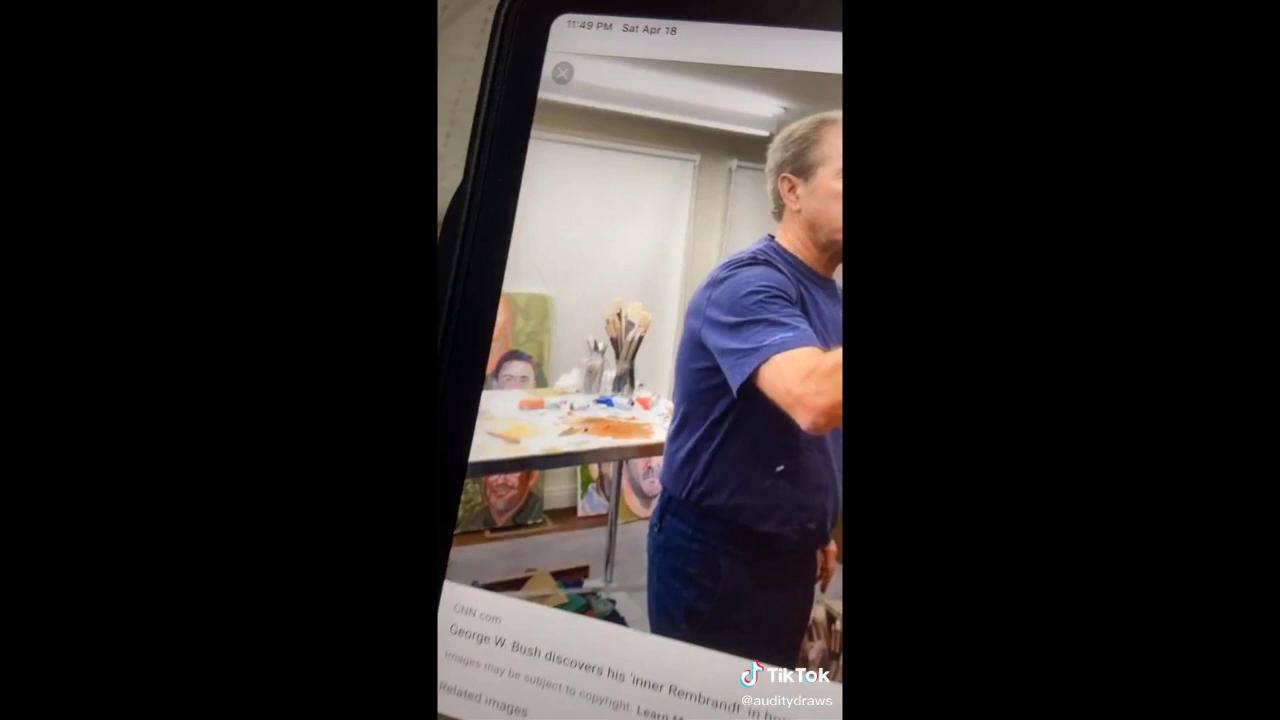 11:49 PM Sat Apr 18
CNN.com
George W. Bush discovers his 'inner Rembrandt' in
Images may be subject to copyright. Learn
Related images
TikTok
@auditydraws